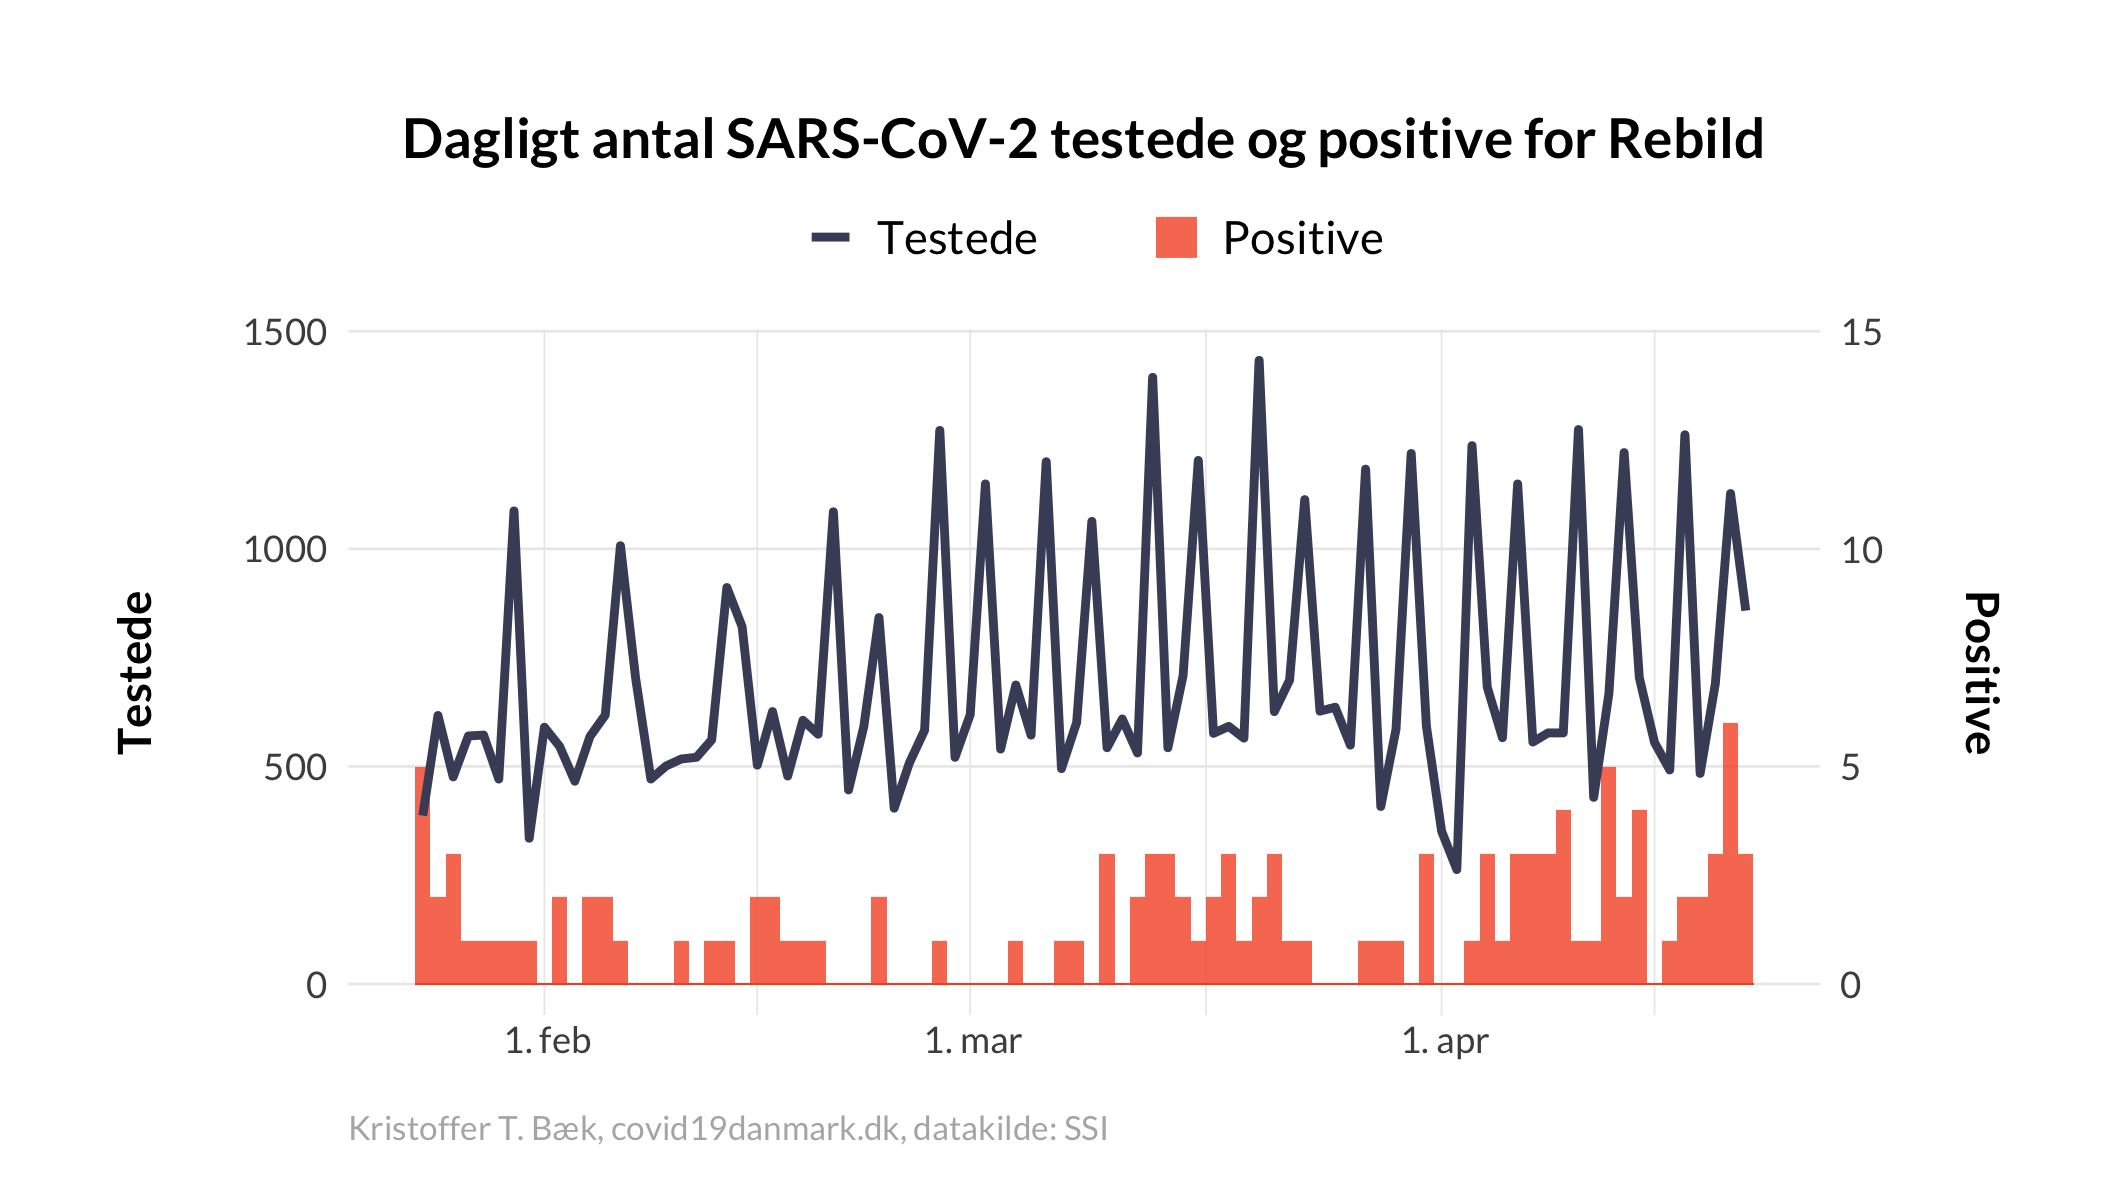 Dagligt antal SARS-CoV-2 testede og positive for Rebild
Testede Positive
1500 15
1000 10
500 5
0 0
Testede
Positive
1. feb 1. mar 1. apr
Kristoffer T. Bæk, covid19danmark.dk, datakilde: SSI